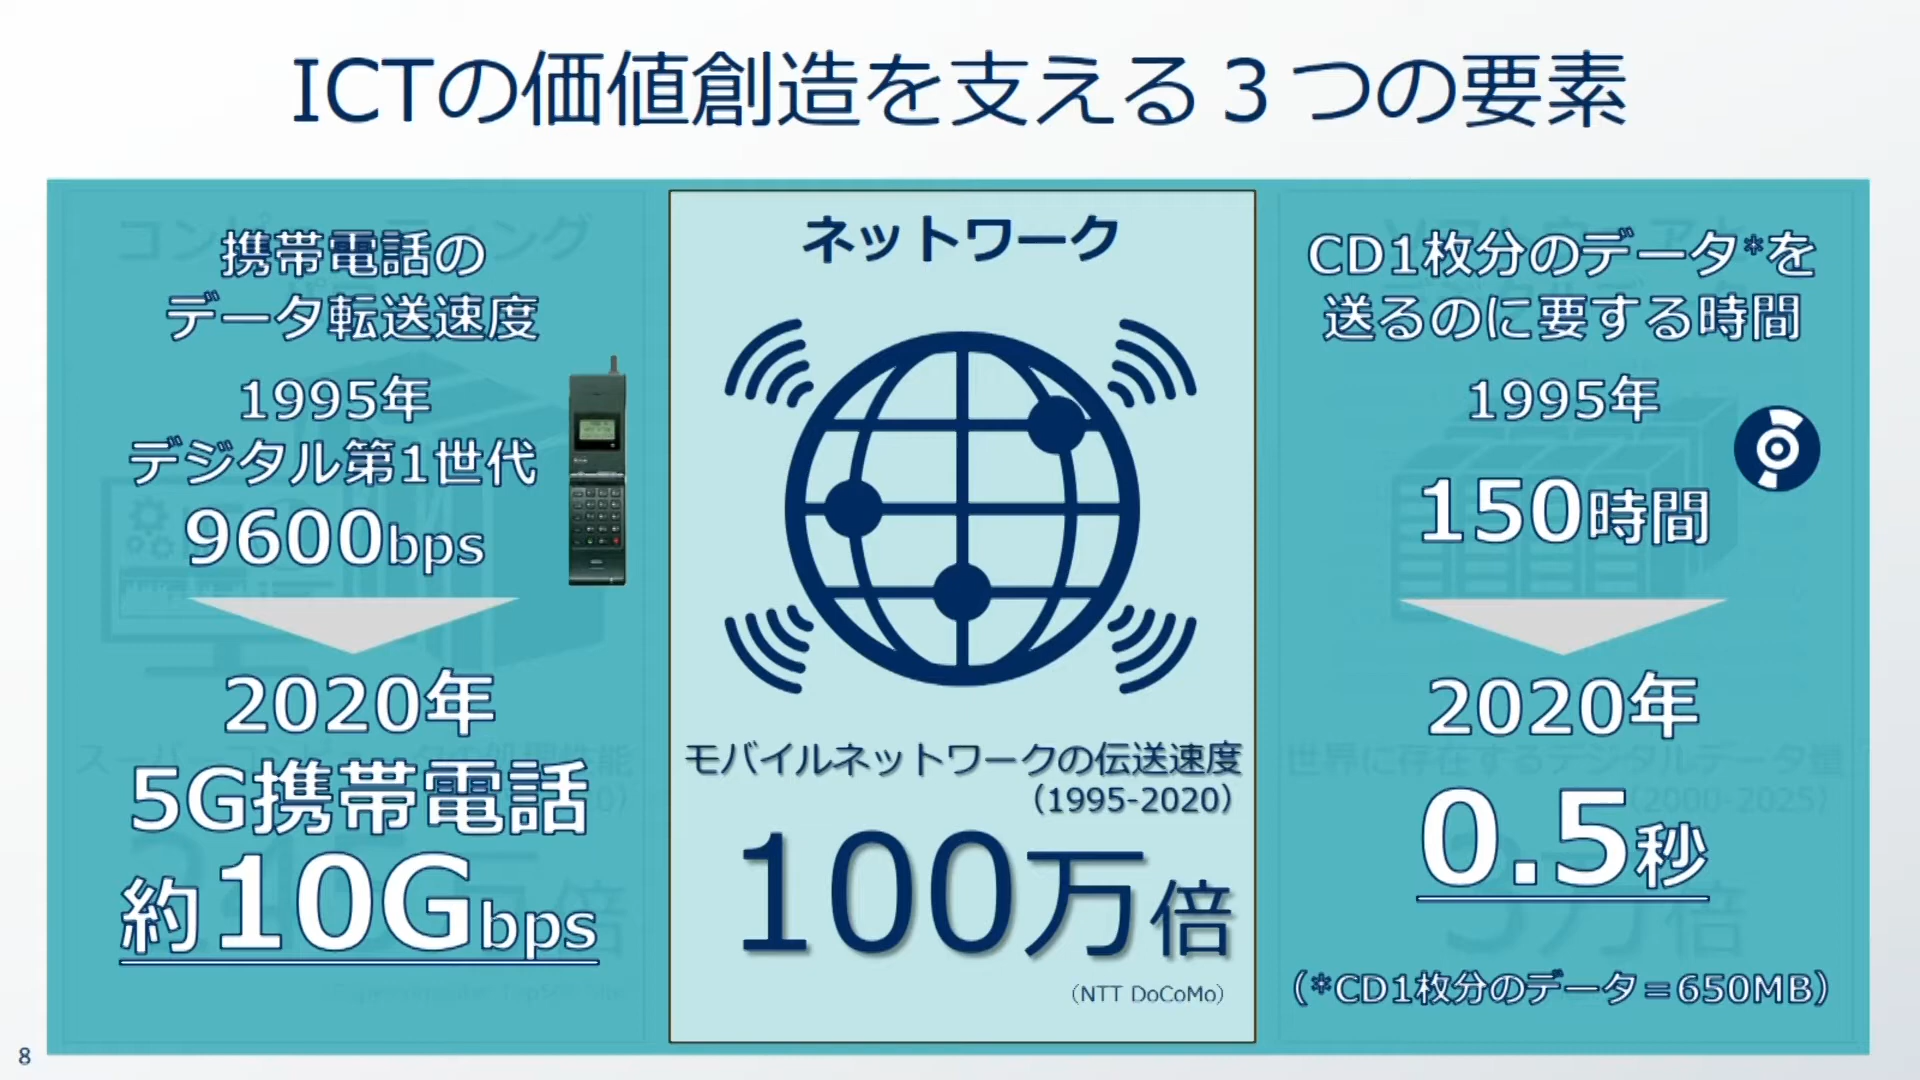 ICTの価値創造を支える３つの要素
携帯電話の
データ転送速度
1995年
デジタル第1世代
9600bps
2020年
5G携帯電話
約10Gbps
ネットワーク
モバイルネットワークの伝送速度
（1995-2020）
100万倍
（NTT DoCoMo）
CD1枚分のデータ*を
送るのに要する時間
1995年
150時間
2020年
0.5秒
（*CD1枚分のデータ＝650MB）
8